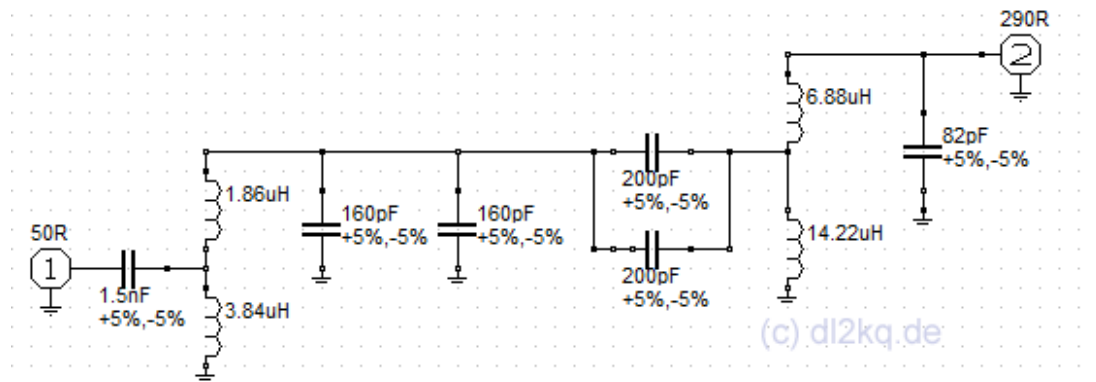 290R
2
6.88uH
82pF
+5%,-5%
200pF
+5%,-5%
1.86uH
160pF
+5%,-5%
160pF
+5%,-5%
50R
1
1.5nF
+5%,-5%
14.22uH
200pF
+5%,-5%
3.84uH
(c) dl2kq.de